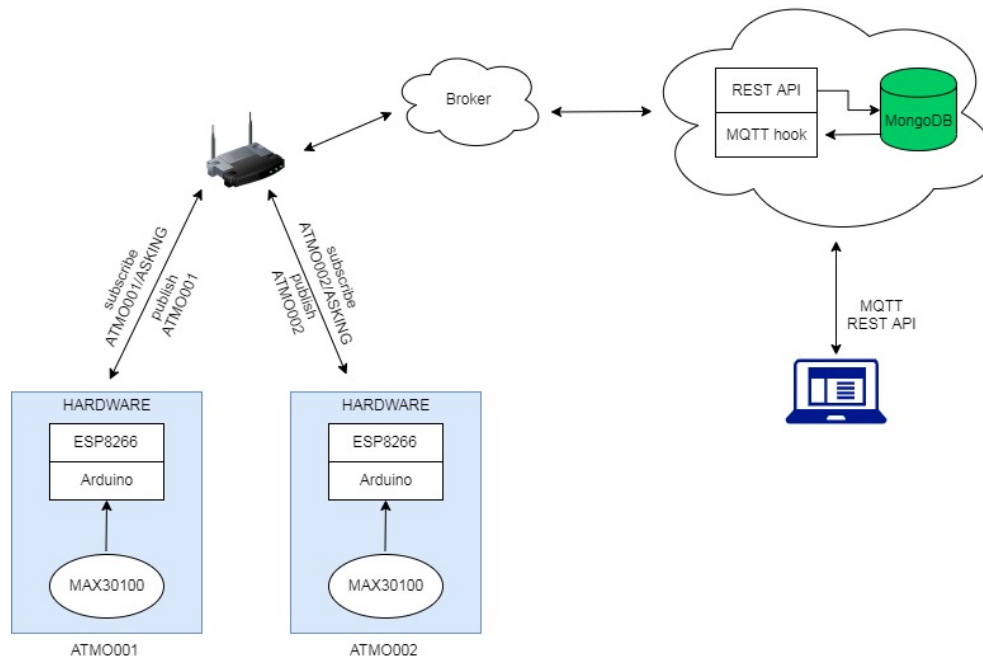 Broker
REST API
MQTT hook
MongoDB
subscribe
ATMO001/ASKING
publish
ATMO001
subscribe
ATMO002/ASKING
publish
ATMO002
MQTT
REST API
HARDWARE
ESP8266
Arduino
MAX30100
ATMO001
HARDWARE
ESP8266
Arduino
MAX30100
ATMO002